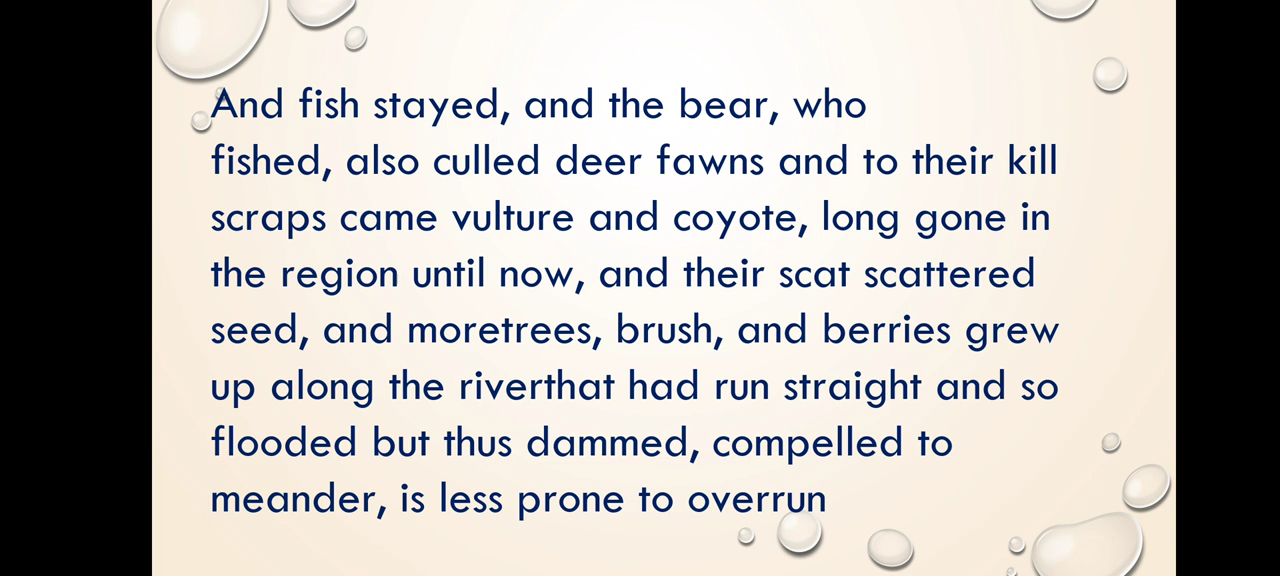 And fish stayed, and the bear, who
fished, also culled deer fawns and to their kill
scraps came vulture and coyote, long gone in
the region until now, and their scat scattered
seed, and moretrees, brush, and berries grew
up along the riverthat had run straight and so
flooded but thus dammed, compelled to
meander, is less prone to overrun